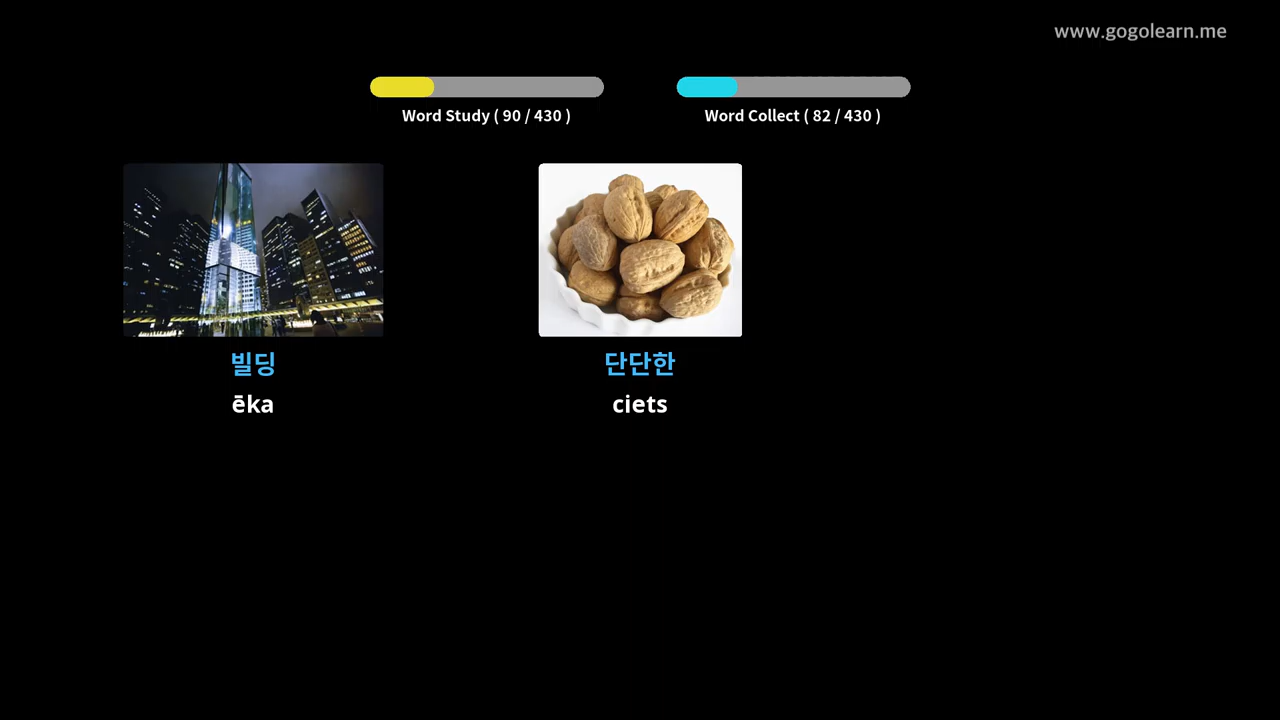 www.gogolearn.me
Word Study ( 90 / 430 )
Word Collect ( 82 / 430 )
빌딩
ēka
단단한
ciets